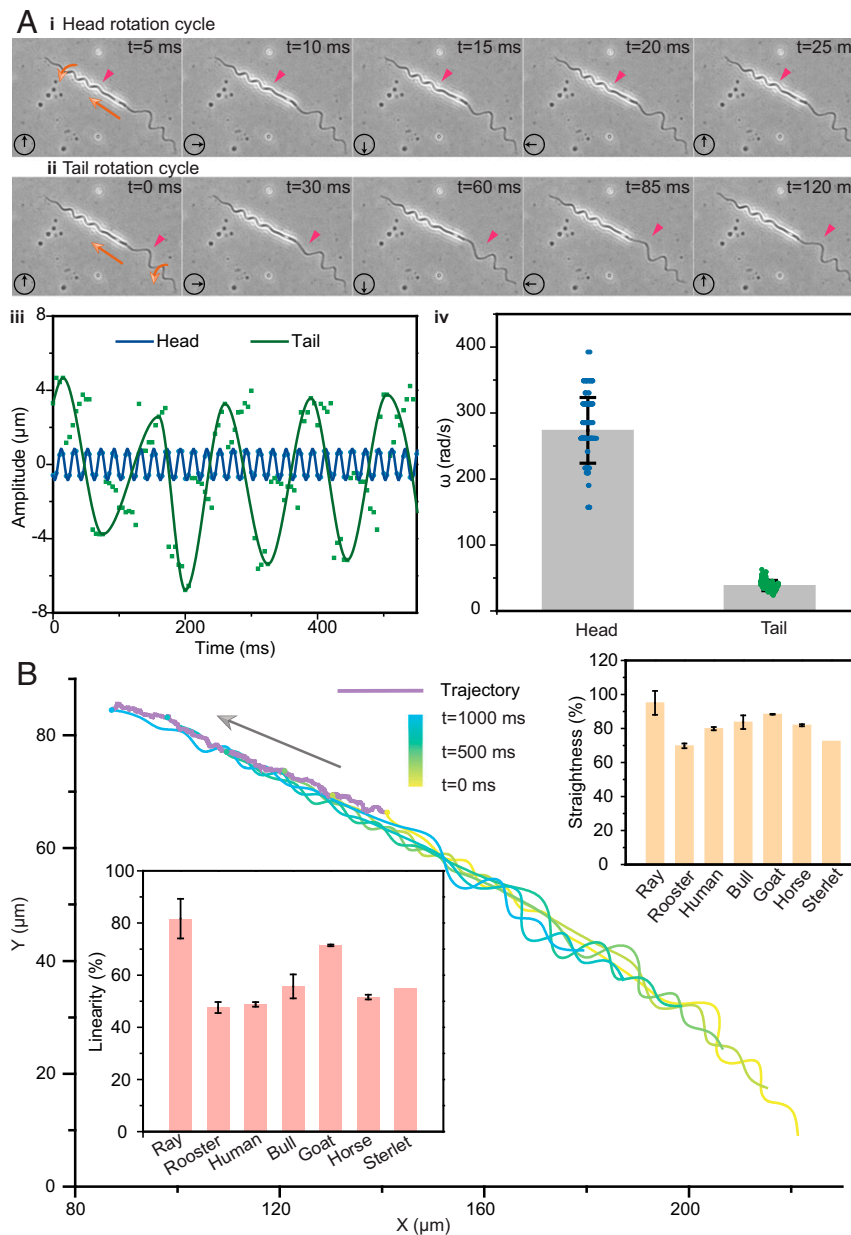 A
i Head rotation cycle
t=5 ms
t=10 ms
t=15 ms
t=20 ms
t=25 ms
ii Tail rotation cycle
t=0 ms
t=30 ms
t=60 ms
t=85 ms
t=120 ms
iii
Head
Tail
8
4
0
-4
-8
Amplitude (μm)
0
200
400
Time (ms)
iv
400
300
200
100
0
ω (rad/s)
Head
Tail
B
Trajectory
t=1000 ms
t=500 ms
t=0 ms
80
60
40
20
0
Y (μm)
80
120
160
200
X (μm)
120
100
80
60
40
20
0
Straightness (%)
Ray
Rooster
Human
Bull
Goat
Horse
Sterlet
100
80
60
40
20
0
Linearity (%)
Ray
Rooster
Human
Bull
Goat
Horse
Sterlet